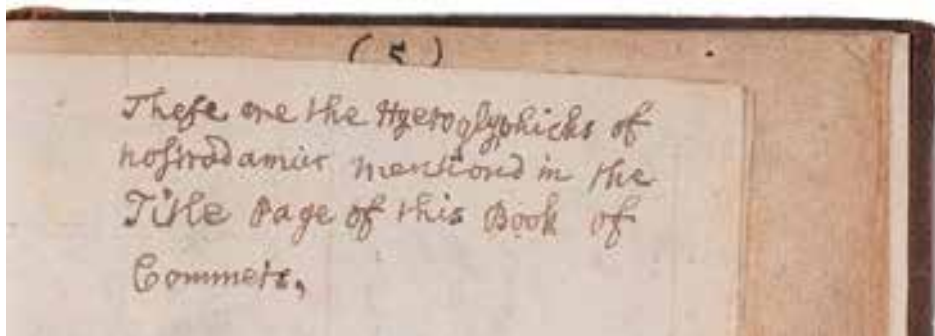 (5)
These are the Hyeroglyphicks of
nostrodamus mentiond in the
Title Page of this Book of
Commets.